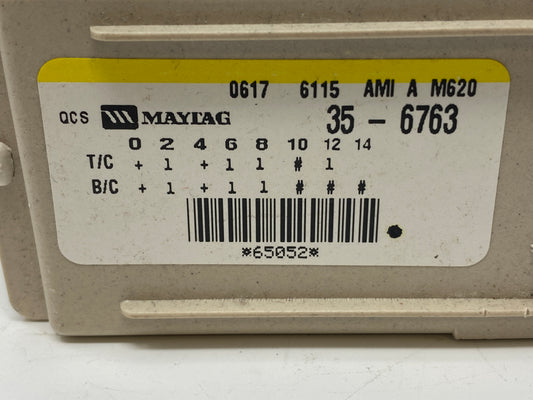 0617 6115 AMI A M620
QCS MAYTAG 35 - 6763
0 2 4 6 8 10 12 14
T/C + 1 + 1 1 # 1
B/C + 1 + 1 1 # # #
*65052*